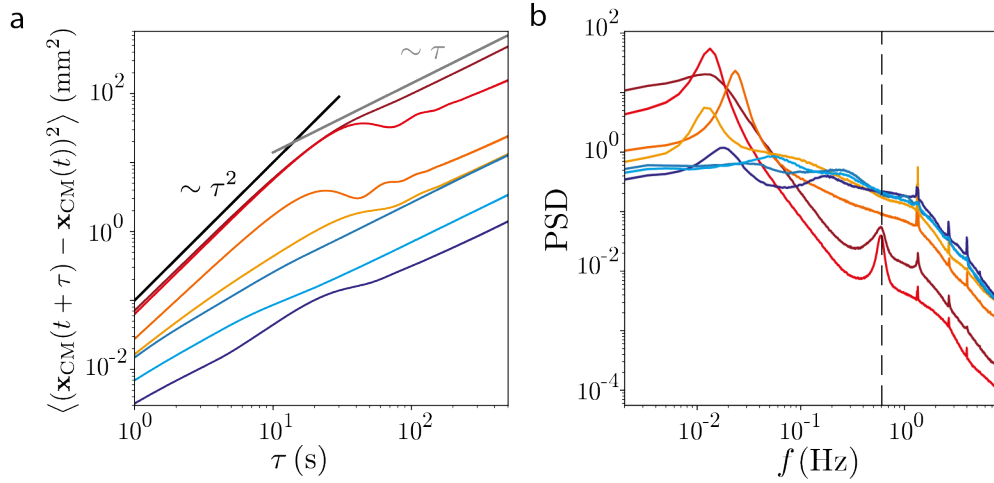 a
⟨(x_CM(t + τ) − x_CM(t))²⟩ (mm²)
10²
10⁰
10⁻²
~ τ²
~ τ
10⁰ 10¹ 10²
τ (s)
b
PSD
10²
10⁰
10⁻²
10⁻⁴
10⁻² 10⁻¹ 10⁰
f (Hz)